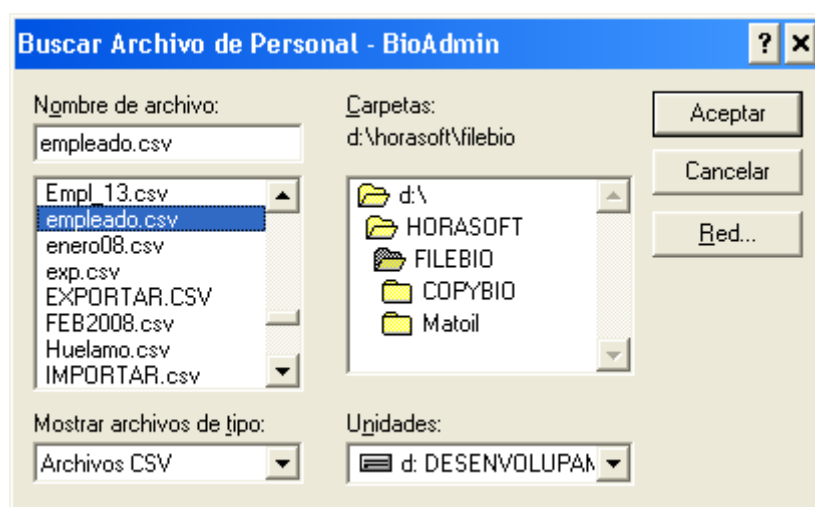 Buscar Archivo de Personal - BioAdmin
Nombre de archivo:
empleado.csv
Empl_13.csv
empleado.csv
enero08.csv
exp.csv
EXPORTAR.CSV
FEB2008.csv
Huelamo.csv
IMPORTAR.csv
Mostrar archivos de tipo:
Archivos CSV
Carpetas:
d:\horasoft\filebio
d:\
HORASOFT
FILEBIO
COPYBIO
Matoil
Unidades:
d: DESENVOLUPAM
Aceptar
Cancelar
Red...